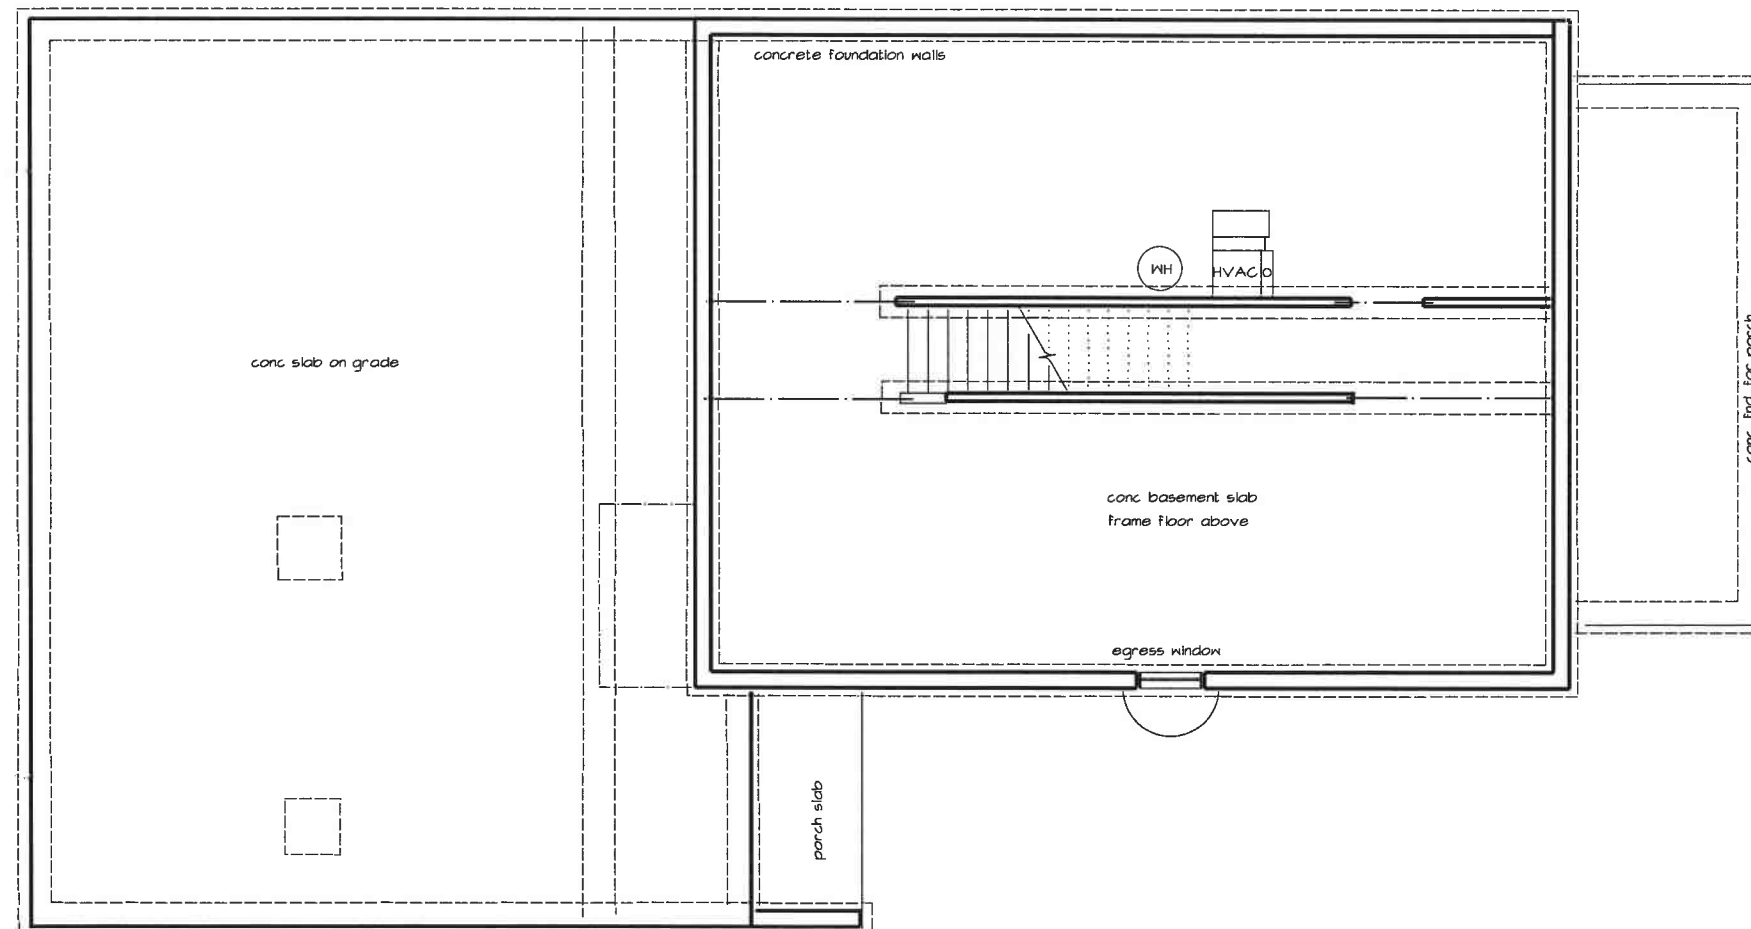 concrete foundation walls
WH
HVAC
conc slab on grade
conc basement slab
frame floor above
egress window
porch slab